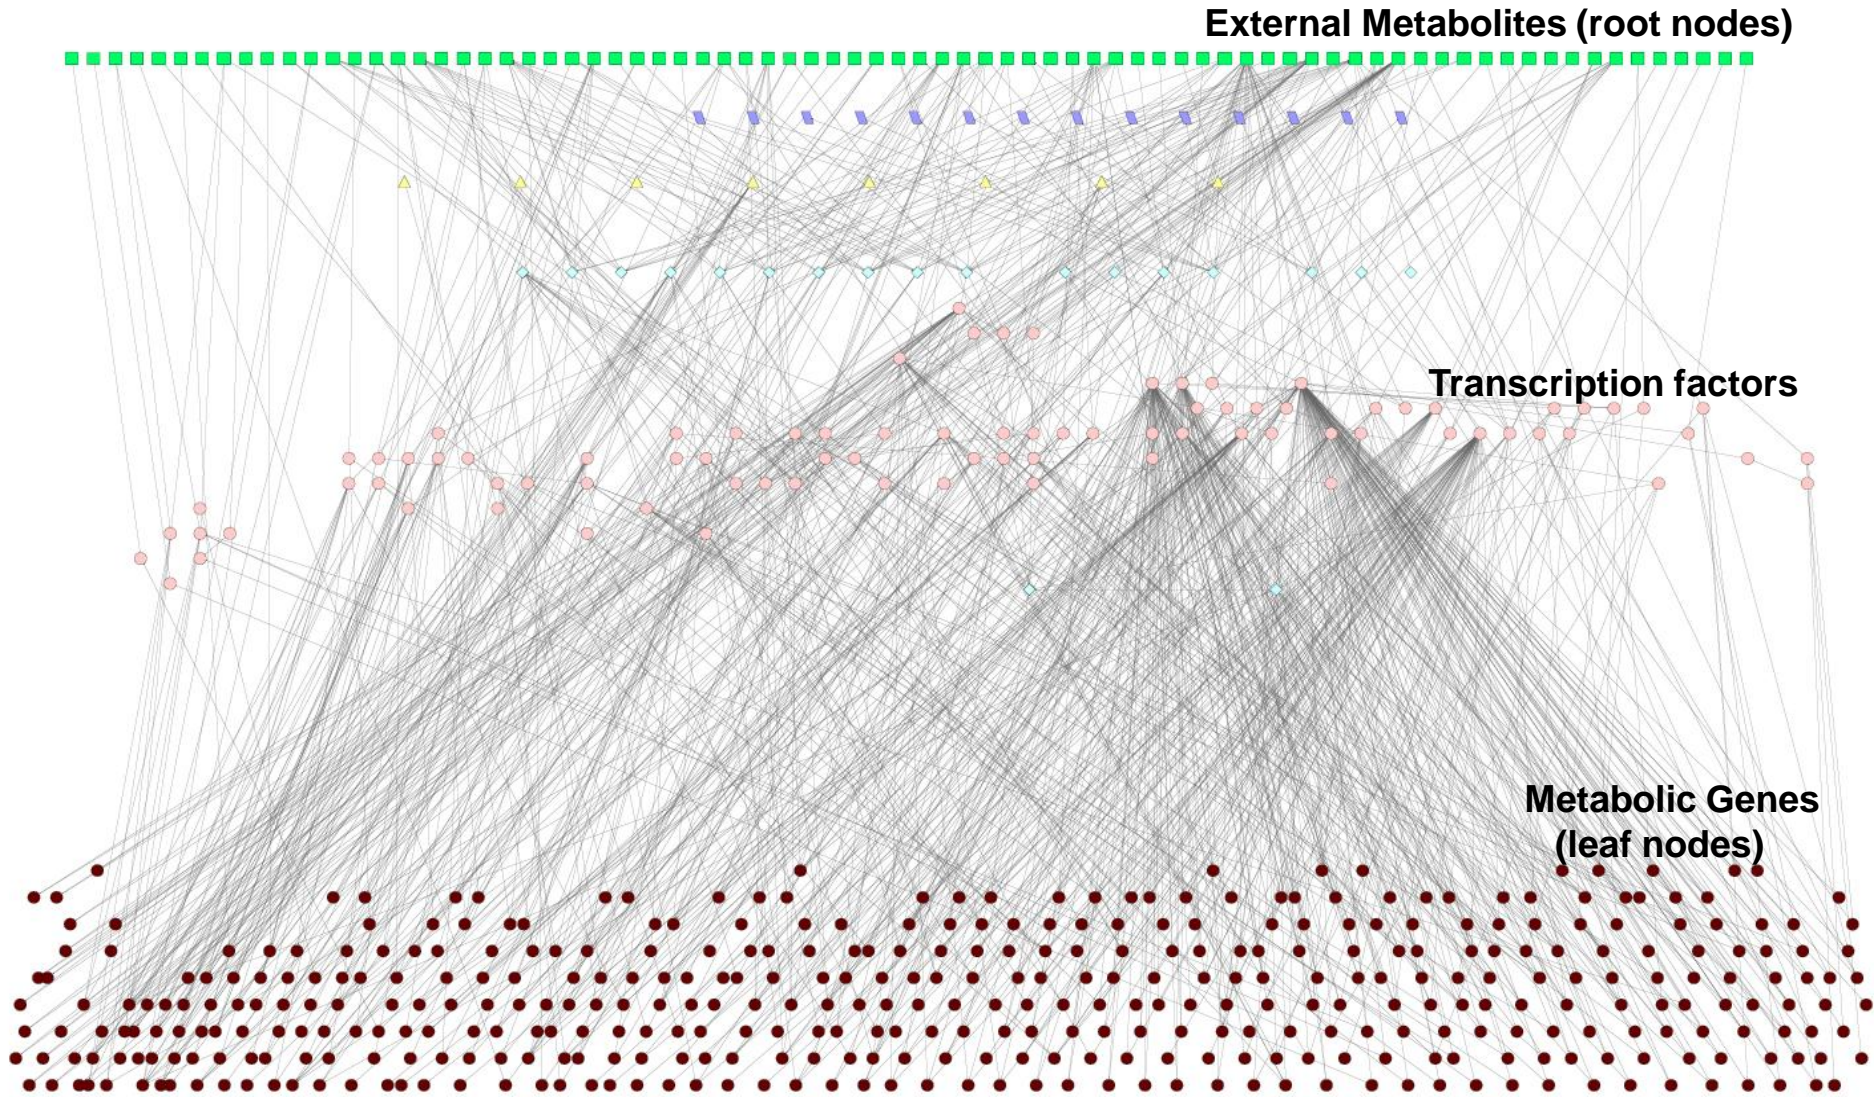 External Metabolites (root nodes)
Transcription factors
Metabolic Genes
(leaf nodes)